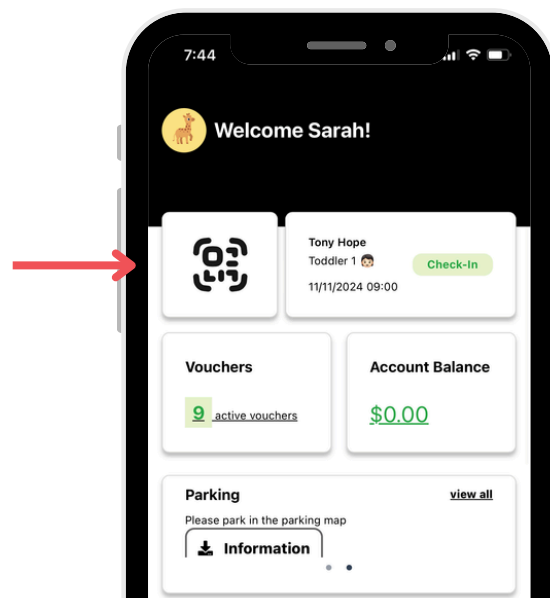 7:44
Welcome Sarah!
Tony Hope
Toddler 1
Check-In
11/11/2024 09:00
Vouchers
9 active vouchers
Account Balance
$0.00
Parking
view all
Please park in the parking map
Information